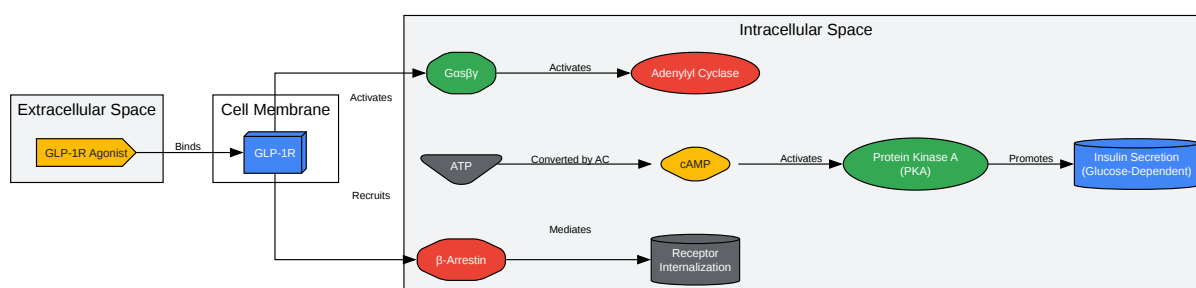 Intracellular Space
Extracellular Space
GLP-1R Agonist
Binds
Cell Membrane
GLP-1R
Activates
Gαsβγ
Activates
Adenylyl Cyclase
ATP
Converted by AC
cAMP
Activates
Protein Kinase A
(PKA)
Promotes
Insulin Secretion
(Glucose-Dependent)
Recruits
β-Arrestin
Mediates
Receptor
Internalization